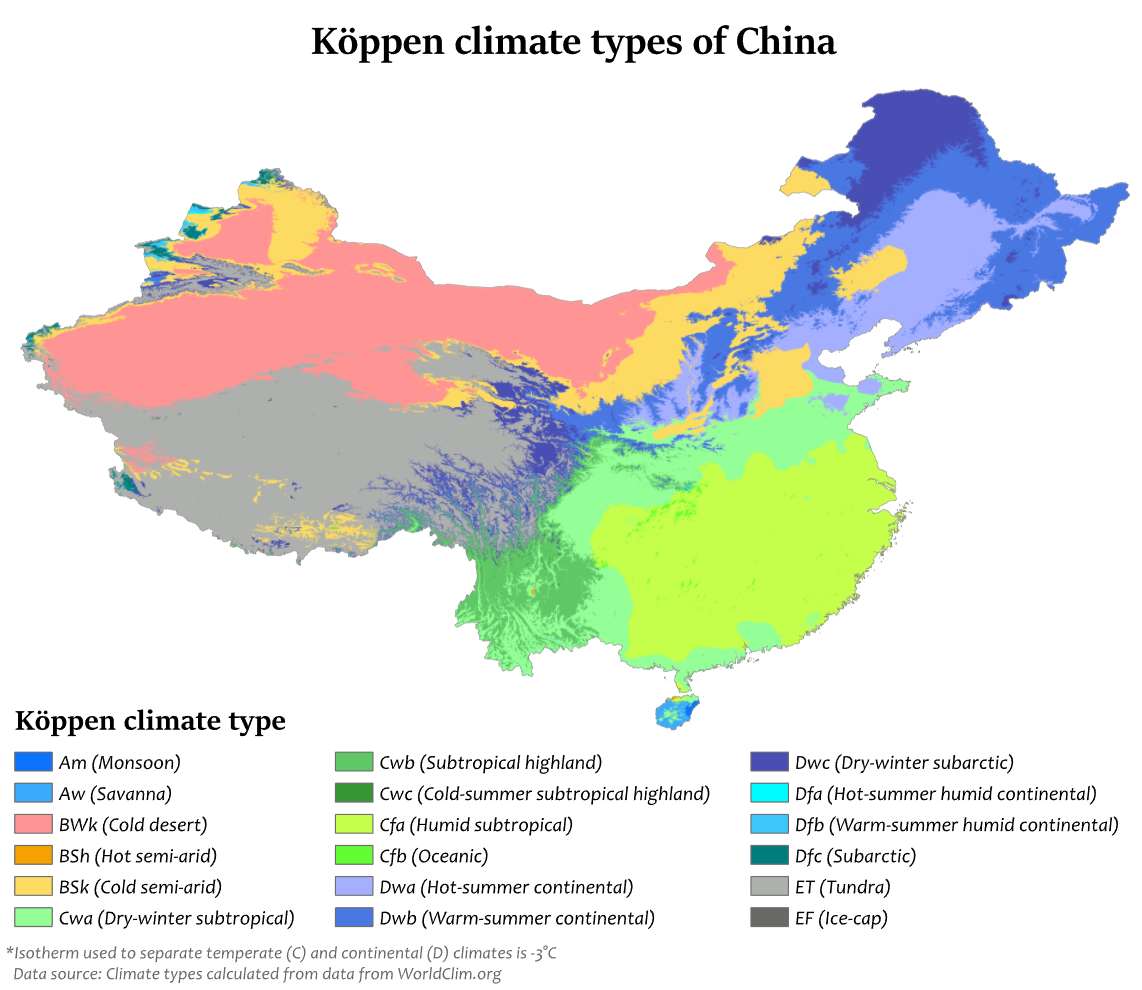 Köppen climate types of China
Köppen climate type
Am (Monsoon)
Aw (Savanna)
BWk (Cold desert)
BSh (Hot semi-arid)
BSk (Cold semi-arid)
Cwa (Dry-winter subtropical)
Cwb (Subtropical highland)
Cwc (Cold-summer subtropical highland)
Cfa (Humid subtropical)
Cfb (Oceanic)
Dwa (Hot-summer continental)
Dwb (Warm-summer continental)
Dwc (Dry-winter subarctic)
Dfa (Hot-summer humid continental)
Dfb (Warm-summer humid continental)
Dfc (Subarctic)
ET (Tundra)
EF (Ice-cap)
*Isotherm used to separate temperate (C) and continental (D) climates is -3°C
Data source: Climate types calculated from data from WorldClim.org